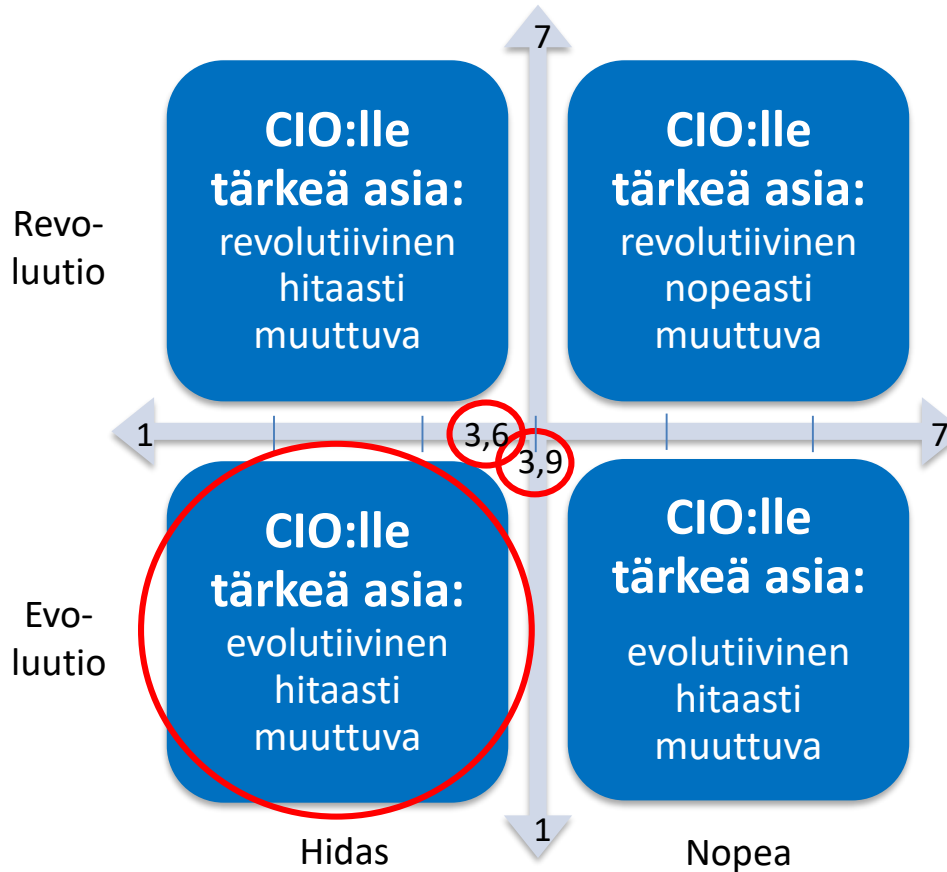 7
CIO:lle
tärkeä asia:
revolutiivinen
hitaasti
muuttuva
CIO:lle
tärkeä asia:
revolutiivinen
nopeasti
muuttuva
Revo-
luutio
1
3,6
3,9
7
CIO:lle
tärkeä asia:
evolutiivinen
hitaasti
muuttuva
CIO:lle
tärkeä asia:
evolutiivinen
hitaasti
muuttuva
Evo-
luutio
1
Hidas
Nopea